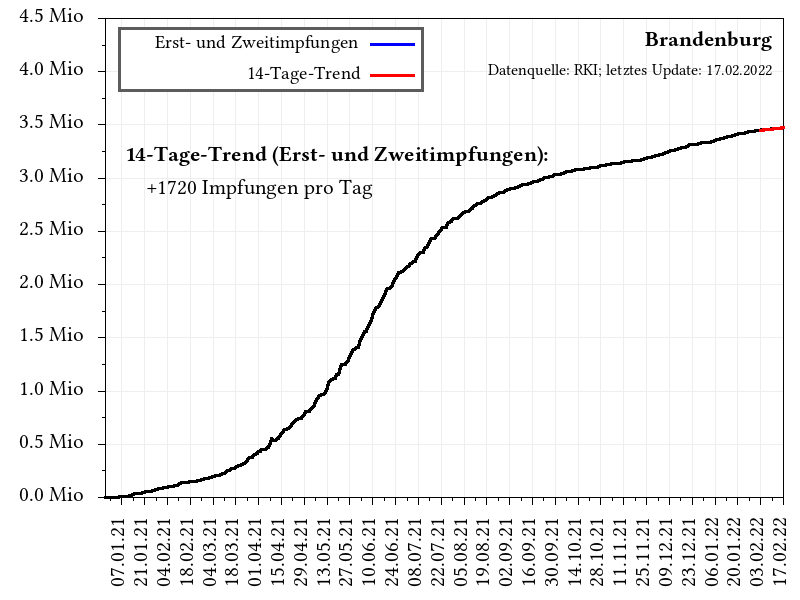 4.5 Mio
4.0 Mio
3.5 Mio
3.0 Mio
2.5 Mio
2.0 Mio
1.5 Mio
1.0 Mio
0.5 Mio
0.0 Mio
Erst- und Zweitimpfungen
14-Tage-Trend
Brandenburg
Datenquelle: RKI; letztes Update: 17.02.2022
14-Tage-Trend (Erst- und Zweitimpfungen):
+1720 Impfungen pro Tag
07.01.21
21.01.21
04.02.21
18.02.21
04.03.21
18.03.21
01.04.21
15.04.21
29.04.21
13.05.21
27.05.21
10.06.21
24.06.21
08.07.21
22.07.21
05.08.21
19.08.21
02.09.21
16.09.21
30.09.21
14.10.21
28.10.21
11.11.21
25.11.21
09.12.21
23.12.21
06.01.22
20.01.22
03.02.22
17.02.22